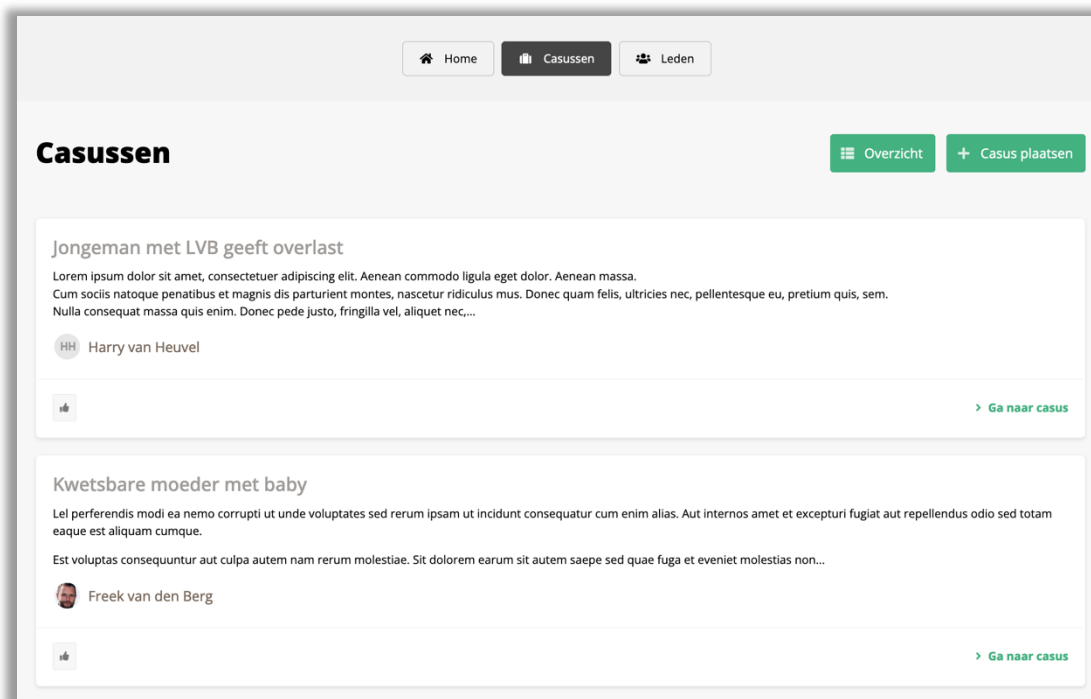 Home
Casussen
Leden
Casussen
Overzicht
Casus plaatsen
Jongeman met LVB geeft overlast
Lorem ipsum dolor sit amet, consectetuer adipiscing elit. Aenean commodo ligula eget dolor. Aenean massa.
Cum sociis natoque penatibus et magnis dis parturient montes, nascetur ridiculus mus. Donec quam felis, ultricies nec, pellentesque eu, pretium quis, sem.
Nulla consequat massa quis enim. Donec pede justo, fringilla vel, aliquet nec,...
HH
Harry van Heuvel
Ga naar casus
Kwetsbare moeder met baby
Lel perferendis modi ea nemo corrupti ut unde voluptates sed rerum ipsam ut incidunt consequatur cum enim alias. Aut internos amet et excepturi fugiat aut repellendus odio sed totam
eaque est aliquam cumque.
Est voluptas consequuntur aut culpa autem nam rerum molestiae. Sit dolorem earum sit autem saepe sed quae fuga et eveniet molestias non...
Freek van den Berg
Ga naar casus